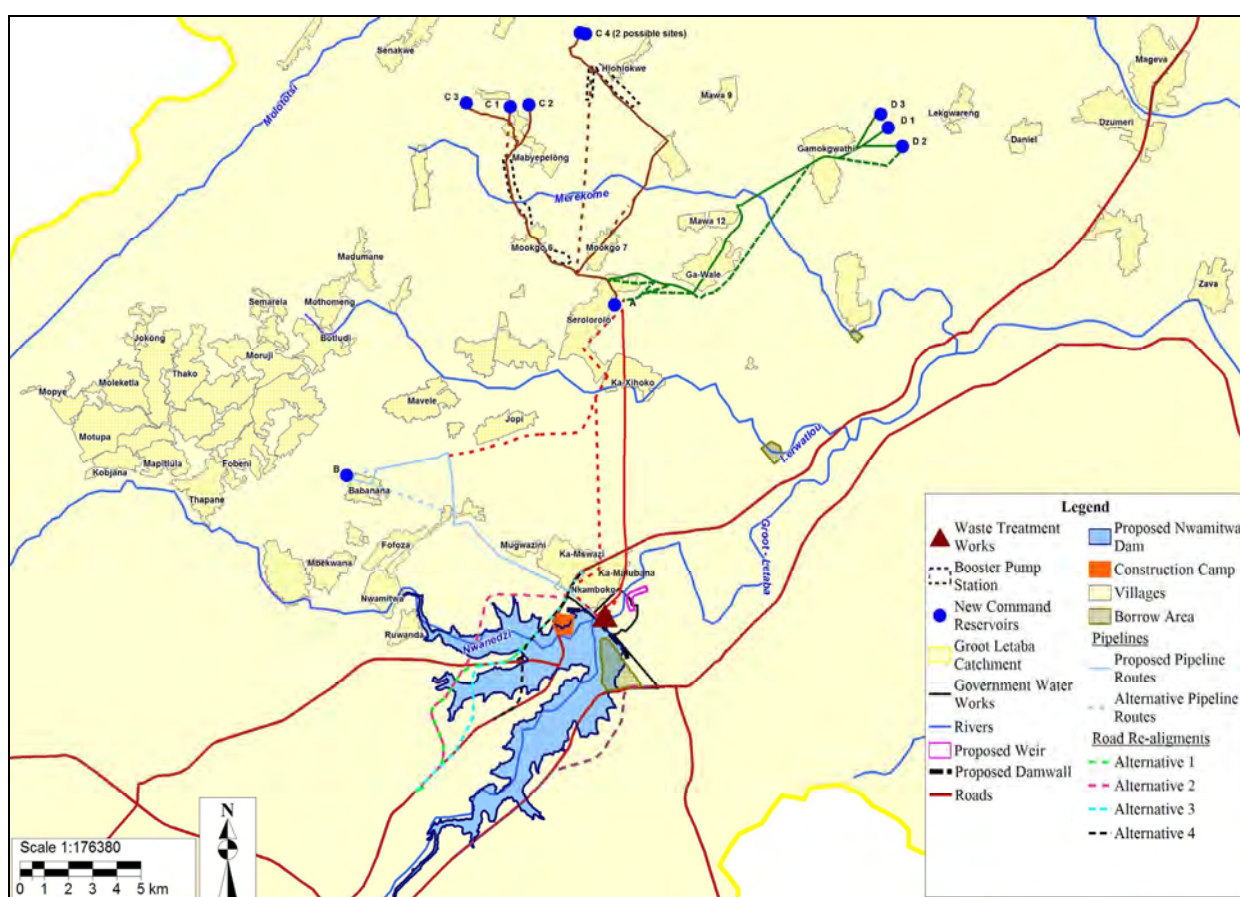 C 4 (2 possible sites)
Senakwe
Hlohlokwe
Mageva
Molototsi
C 3
C 1
C 2
Mawa 9
D 3
D 1
D 2
Lekgwareng
Dzumeri
Daniel
Gamokgwathi
Mabyepelong
Merekome
Mawa 12
Mookgo 6
Mookgo 7
Ga-Wale
Madumane
Zava
Semarela
Mothomeng
A
Serolorolo
Jokong
Botludi
Moruji
Thako
Moleketla
Mopye
Ka-Xihoko
Mavele
Jopi
Motupa
Lerwatlou
Mapitlula
Fobeni
Kobjana
B
Babanana
Thapane
Groot - Letaba
Mugwazini
Ka-Mswazi
Fofoza
Mbekwana
Ka-Malubana
Nkamboko
Nwamitwa
Ruwanda
Nwanedzi
Legend
Waste Treatment
Works
Booster Pump
Station
New Command
Reservoirs
Groot Letaba
Catchment
Government Water
Works
Rivers
Proposed Weir
Proposed Damwall
Roads
Proposed Nwamitwa
Dam
Construction Camp
Villages
Borrow Area
Pipelines
Proposed Pipeline
Routes
Alternative Pipeline
Routes
Road Re-aligments
Alternative 1
Alternative 2
Alternative 3
Alternative 4
N
Scale 1:176380
0 1 2 3 4 5 km